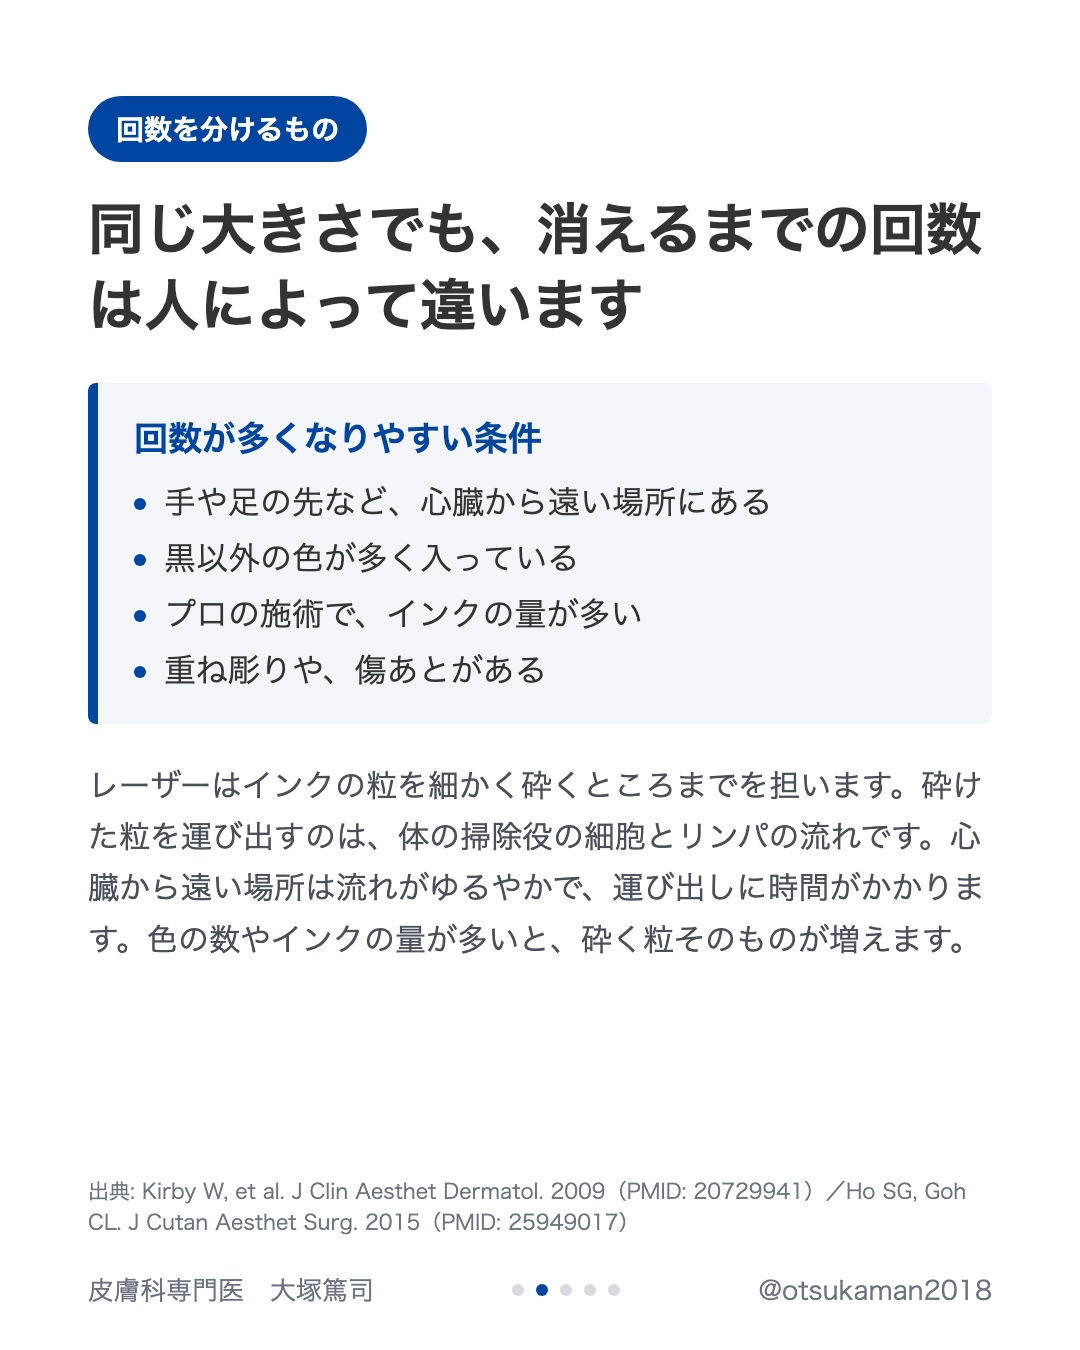 回数を分けるもの
同じ大きさでも、消えるまでの回数
は人によって違います
回数が多くなりやすい条件
手や足の先など、心臓から遠い場所にある
黒以外の色が多く入っている
プロの施術で、インクの量が多い
重ね彫りや、傷あとがある
レーザーはインクの粒を細かく砕くところまでを担います。砕け
た粒を運び出すのは、体の掃除役の細胞とリンパの流れです。心
臓から遠い場所は流れがゆるやかで、運び出しに時間がかかりま
す。色の数やインクの量が多いと、砕く粒そのものが増えます。
出典: Kirby W, et al. J Clin Aesthet Dermatol. 2009（PMID: 20729941）／Ho SG, Goh
CL. J Cutan Aesthet Surg. 2015（PMID: 25949017）
皮膚科専門医　大塚篤司
@otsukaman2018